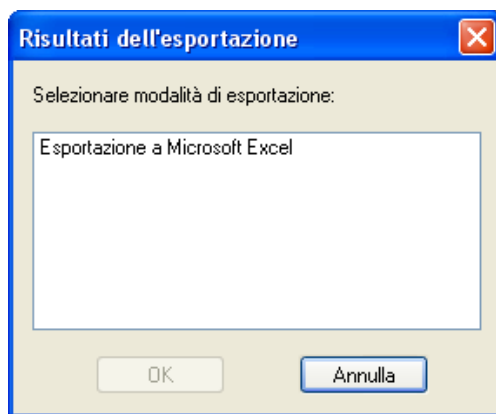 Risultati dell'esportazione
Selezionare modalità di esportazione:
Esportazione a Microsoft Excel
OK
Annulla